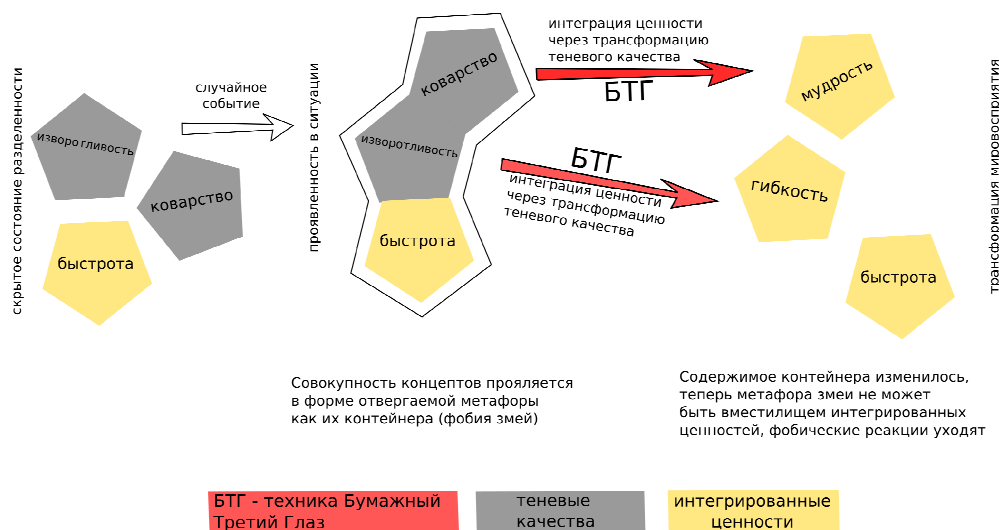 скрытое состояние разделенности
изворотливость
коварство
быстрота
случайное
событие
проявленность в ситуации
коварство
изворотливость
быстрота
интеграция ценности
через трансформацию
теневого качества
БТГ
БТГ
интеграция ценности
через трансформацию
теневого качества
мудрость
гибкость
быстрота
трансформация мировосприятия
Совокупность концептов прояляется
в форме отвергаемой метафоры
как их контейнера (фобия змей)
Содержимое контейнера изменилось,
теперь метафора змеи не может
быть вместилищем интегрированных
ценностей, фобические реакции уходят
БТГ - техника Бумажный
Третий Глаз
теневые
качества
интегрированные
ценности